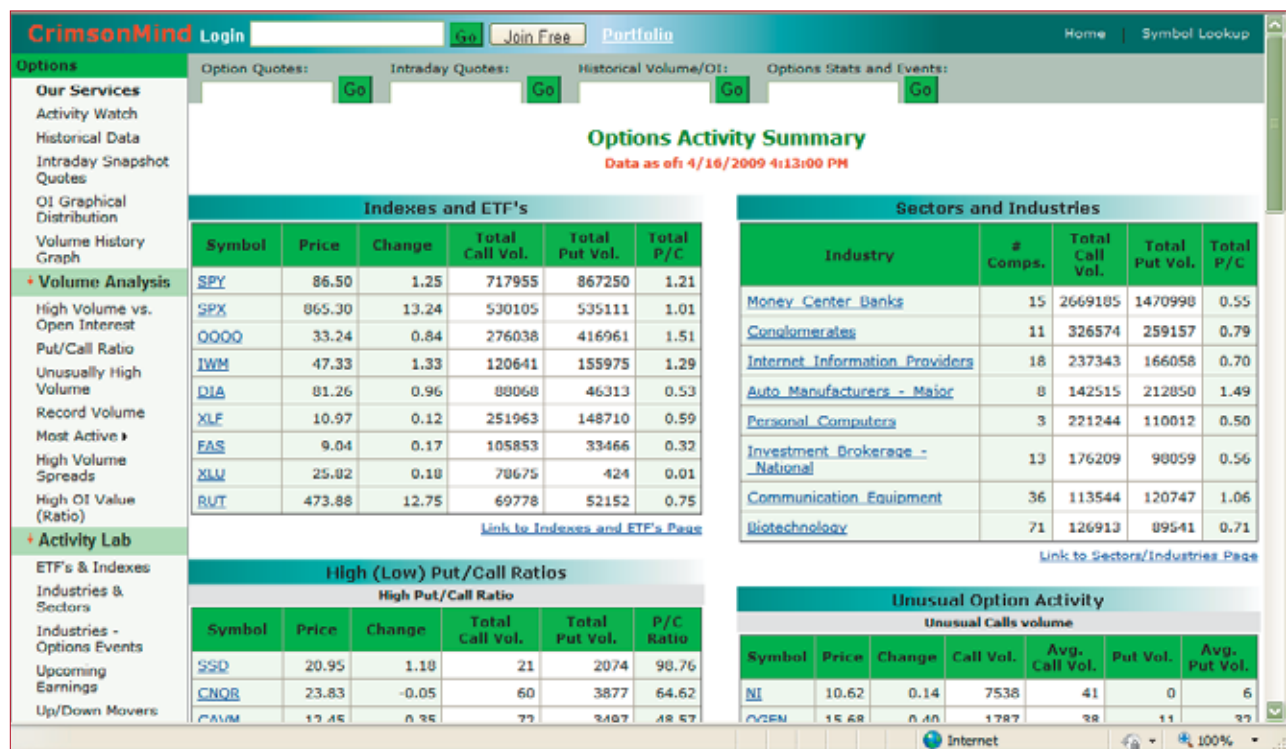 CrimsonMind Login Go Join Free Portfolio Home | Symbol Lookup
Options
Our Services
Activity Watch
Historical Data
Intraday Snapshot
Quotes
OI Graphical
Distribution
Volume History
Graph
Volume Analysis
High Volume vs.
Open Interest
Put/Call Ratio
Unusually High
Volume
Record Volume
Most Active
High Volume
Spreads
High OI Value
(Ratio)
Activity Lab
ETF's & Indexes
Industries &
Sectors
Industries -
Options Events
Upcoming
Earnings
Up/Down Movers
Option Quotes: Intraday Quotes: Historical Volume/OI: Options Stats and Events:
Go Go Go Go
Options Activity Summary
Data as of: 4/16/2009 4:13:00 PM
Indexes and ETF's
Symbol Price Change Total Call Vol. Total Put Vol. Total P/C
SPY 86.50 1.25 717955 867250 1.21
SPX 865.30 13.24 530105 535111 1.01
QQQQ 33.24 0.84 276038 416961 1.51
IWM 47.33 1.33 120641 155975 1.29
DIA 81.26 0.96 88068 46313 0.53
XLF 10.97 0.12 251963 148710 0.59
FAS 9.04 0.17 105853 33466 0.32
XLU 25.82 0.18 78675 424 0.01
RUT 473.88 12.75 69778 52152 0.75
Link to Indexes and ETF's Page
High (Low) Put/Call Ratios
High Put/Call Ratio
Symbol Price Change Total Call Vol. Total Put Vol. P/C Ratio
SSD 20.95 1.18 21 2074 98.76
CNQR 23.83 -0.05 60 3877 64.62
CAVM 12.45 0.35 72 3497 48.57
Sectors and Industries
Industry # Comps. Total Call Vol. Total Put Vol. Total P/C
Money Center Banks 15 2669185 1470998 0.55
Conglomerates 11 326574 259157 0.79
Internet Information Providers 18 237343 166058 0.70
Auto Manufacturers - Major 8 142515 212850 1.49
Personal Computers 3 221244 110012 0.50
Investment Brokerage - National 13 176209 98059 0.56
Communication Equipment 36 113544 120747 1.06
Biotechnology 71 126913 89541 0.71
Link to Sectors/Industries Page
Unusual Option Activity
Unusual Calls volume
Symbol Price Change Call Vol. Avg. Call Vol. Put Vol. Avg. Put Vol.
NI 10.62 0.14 7538 41 0 6
15.68 0.40 1787 38 11 32
Internet 100%